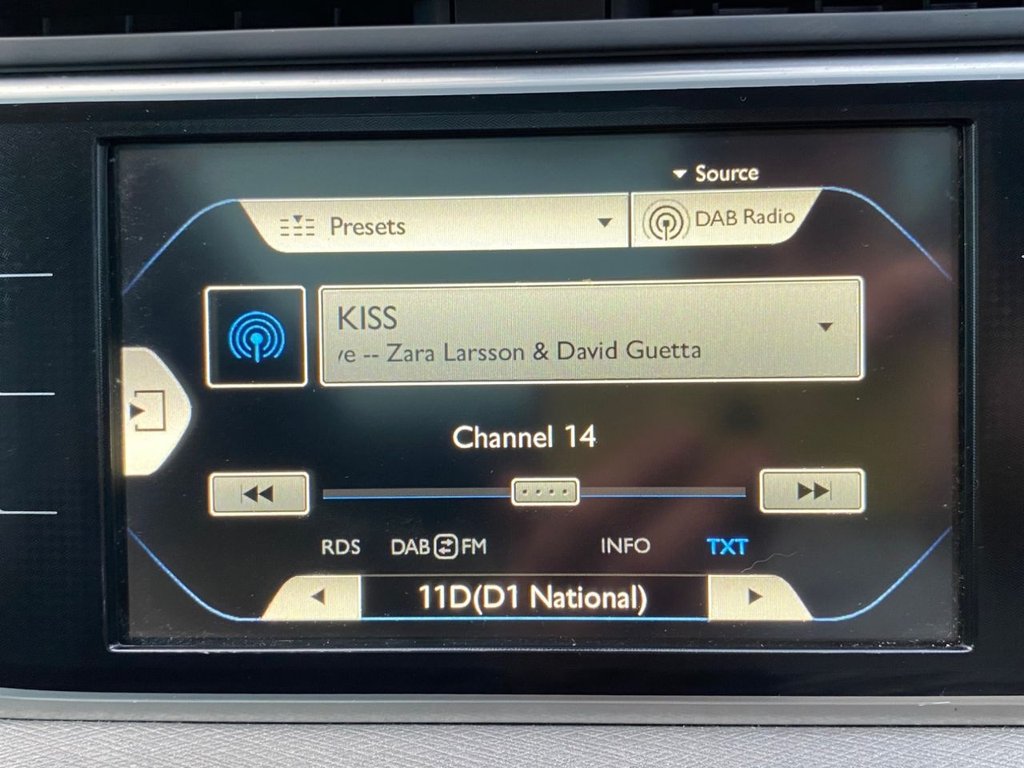 Source
Presets
DAB Radio
KISS
ve -- Zara Larsson & David Guetta
Channel 14
RDS DAB FM INFO TXT
11D(D1 National)